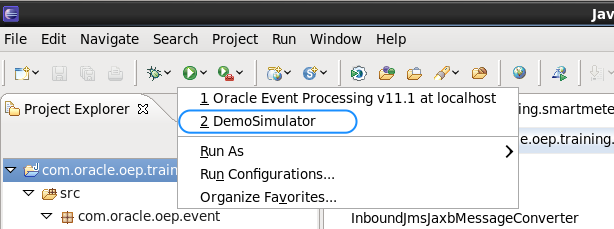 Jav
File Edit Navigate Search Project Run Window Help
1 Oracle Event Processing v11.1 at localhost
2 DemoSimulator
Run As
Run Configurations...
Organize Favorites...
Project Explorer
com.oracle.oep.train
src
com.oracle.oep.event
ng.smartmete
e.oep.training.
InboundJmsJaxbMessageConverter